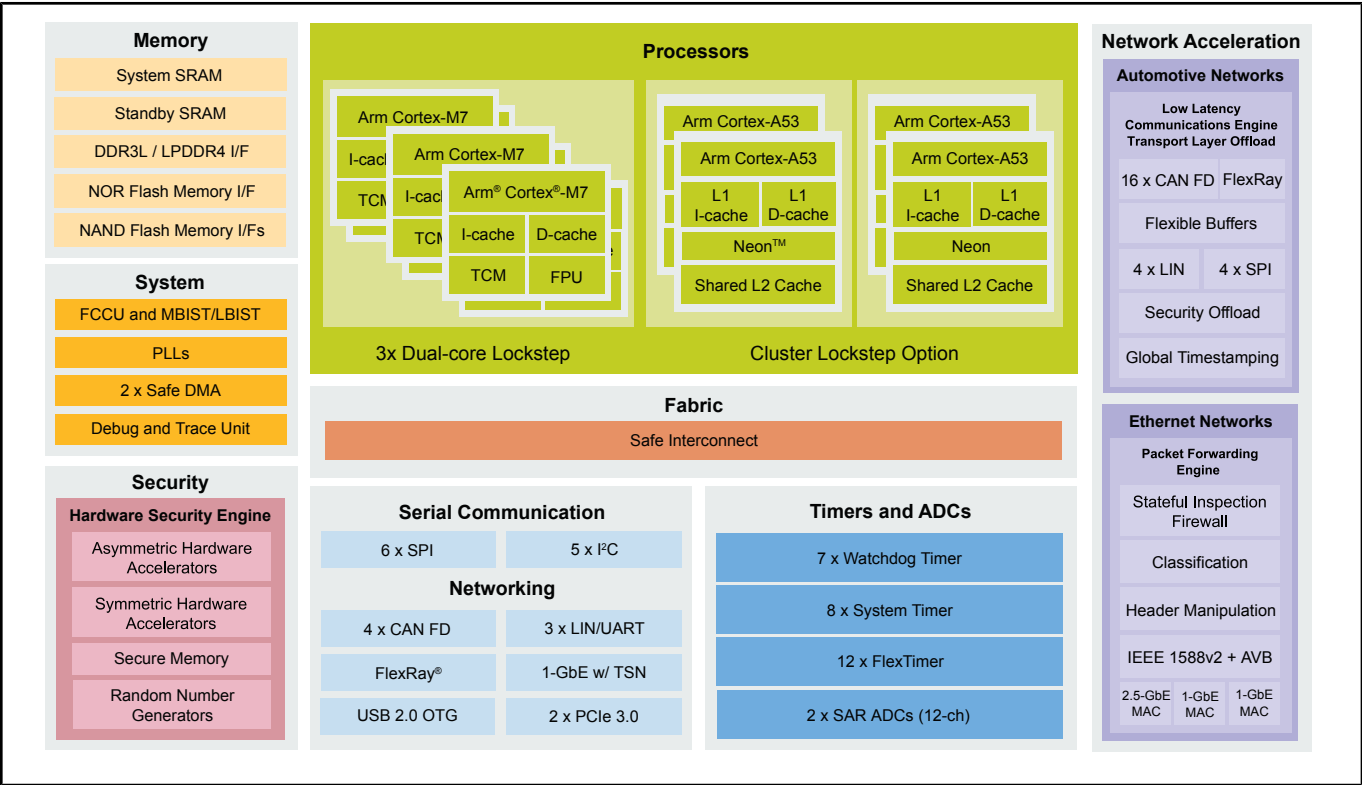 Memory
System SRAM
Standby SRAM
DDR3L / LPDDR4 I/F
NOR Flash Memory I/F
NAND Flash Memory I/Fs
System
FCCU and MBIST/LBIST
PLLs
2 x Safe DMA
Debug and Trace Unit
Security
Hardware Security Engine
Asymmetric Hardware
Accelerators
Symmetric Hardware
Accelerators
Secure Memory
Random Number
Generators
Processors
Arm Cortex-M7
TCM
Arm Cortex-M7
Arm® Cortex®-M7
I-cache
D-cache
TCM
FPU
3x Dual-core Lockstep
Arm Cortex-A53
Arm Cortex-A53
L1
I-cache
L1
D-cache
Neon™
Shared L2 Cache
Arm Cortex-A53
Arm Cortex-A53
L1
I-cache
L1
D-cache
Neon
Shared L2 Cache
Cluster Lockstep Option
Fabric
Safe Interconnect
Serial Communication
6 x SPI
5 x I²C
Networking
4 x CAN FD
3 x LIN/UART
FlexRay®
1-GbE w/ TSN
USB 2.0 OTG
2 x PCIe 3.0
Timers and ADCs
7 x Watchdog Timer
8 x System Timer
12 x FlexTimer
2 x SAR ADCs (12-ch)
Network Acceleration
Automotive Networks
Low Latency
Communications Engine
Transport Layer Offload
16 x CAN FD
FlexRay
Flexible Buffers
4 x LIN
4 x SPI
Security Offload
Global Timestamping
Ethernet Networks
Packet Forwarding
Engine
Stateful Inspection
Firewall
Classification
Header Manipulation
IEEE 1588v2 + AVB
2.5-GbE
MAC
1-GbE
MAC
1-GbE
MAC